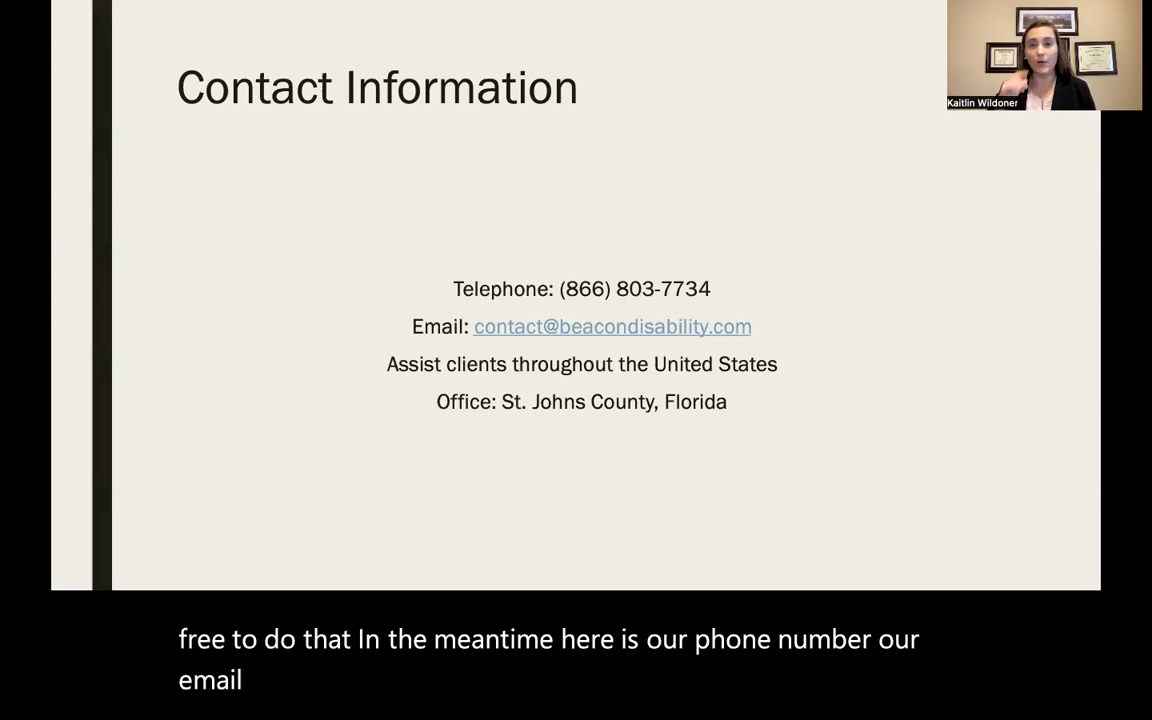 Contact Information
Kaitlin Wildoner
Telephone: (866) 803-7734
Email: contact@beacondisability.com
Assist clients throughout the United States
Office: St. Johns County, Florida
free to do that In the meantime here is our phone number our
email